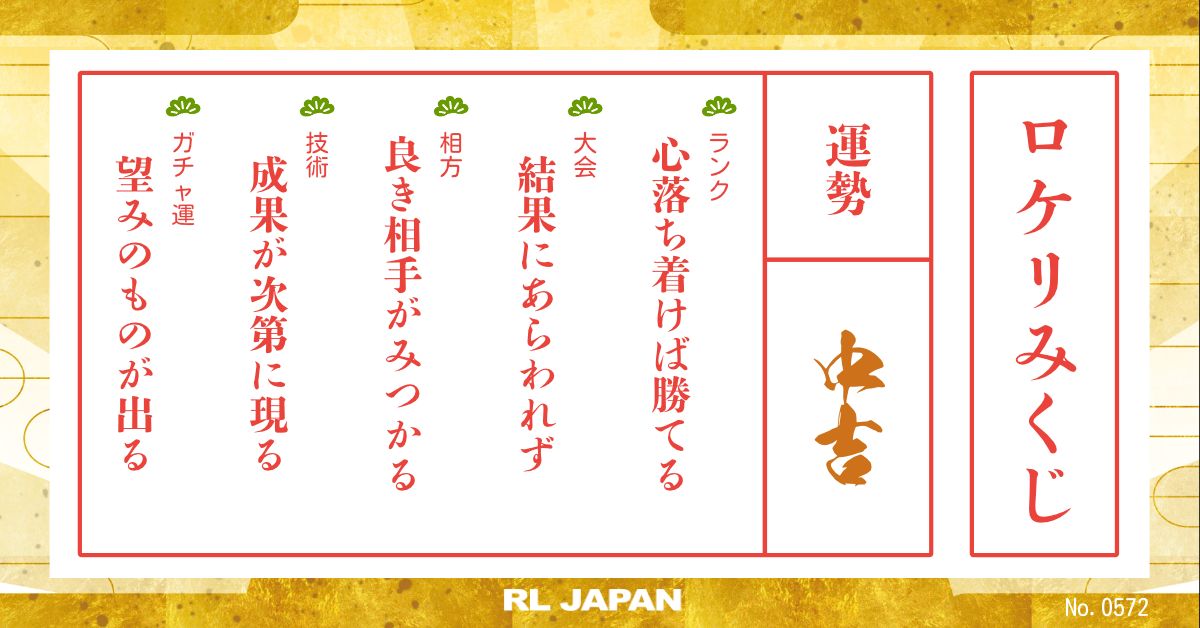 ロケリみくじ
運勢
中吉
ランク
心落ち着けば勝てる
大会
結果にあらわれず
相方
良き相手がみつかる
技術
成果が次第に現る
ガチャ運
望みのものが出る
RL JAPAN
No. 0572